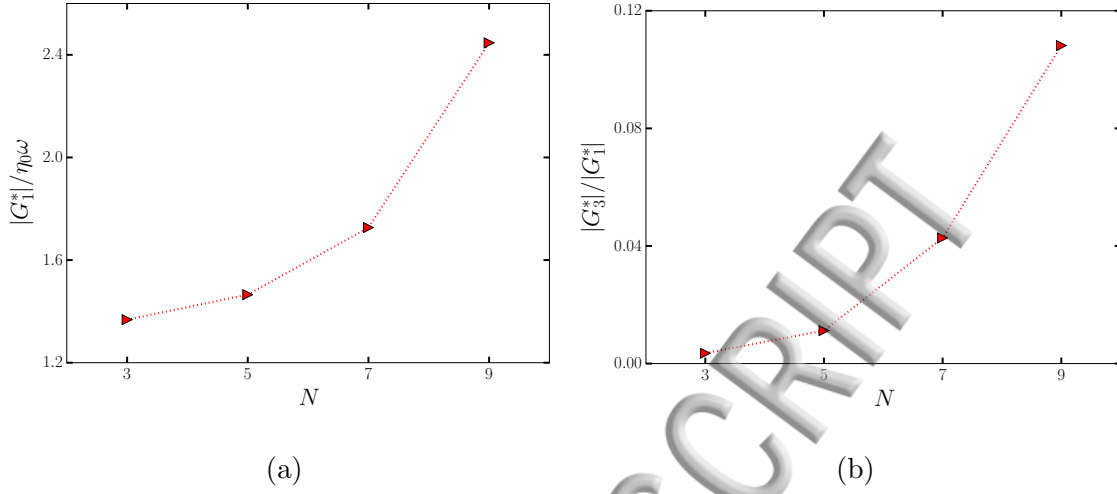 2.4
2.0
1.6
1.2
|G₁*|/η₀ω
3 5 7 9
N
(a)
0.12
0.08
0.04
0.00
|G₃*|/|G₁*|
3 5 7 9
N
(b)
SCRIPT